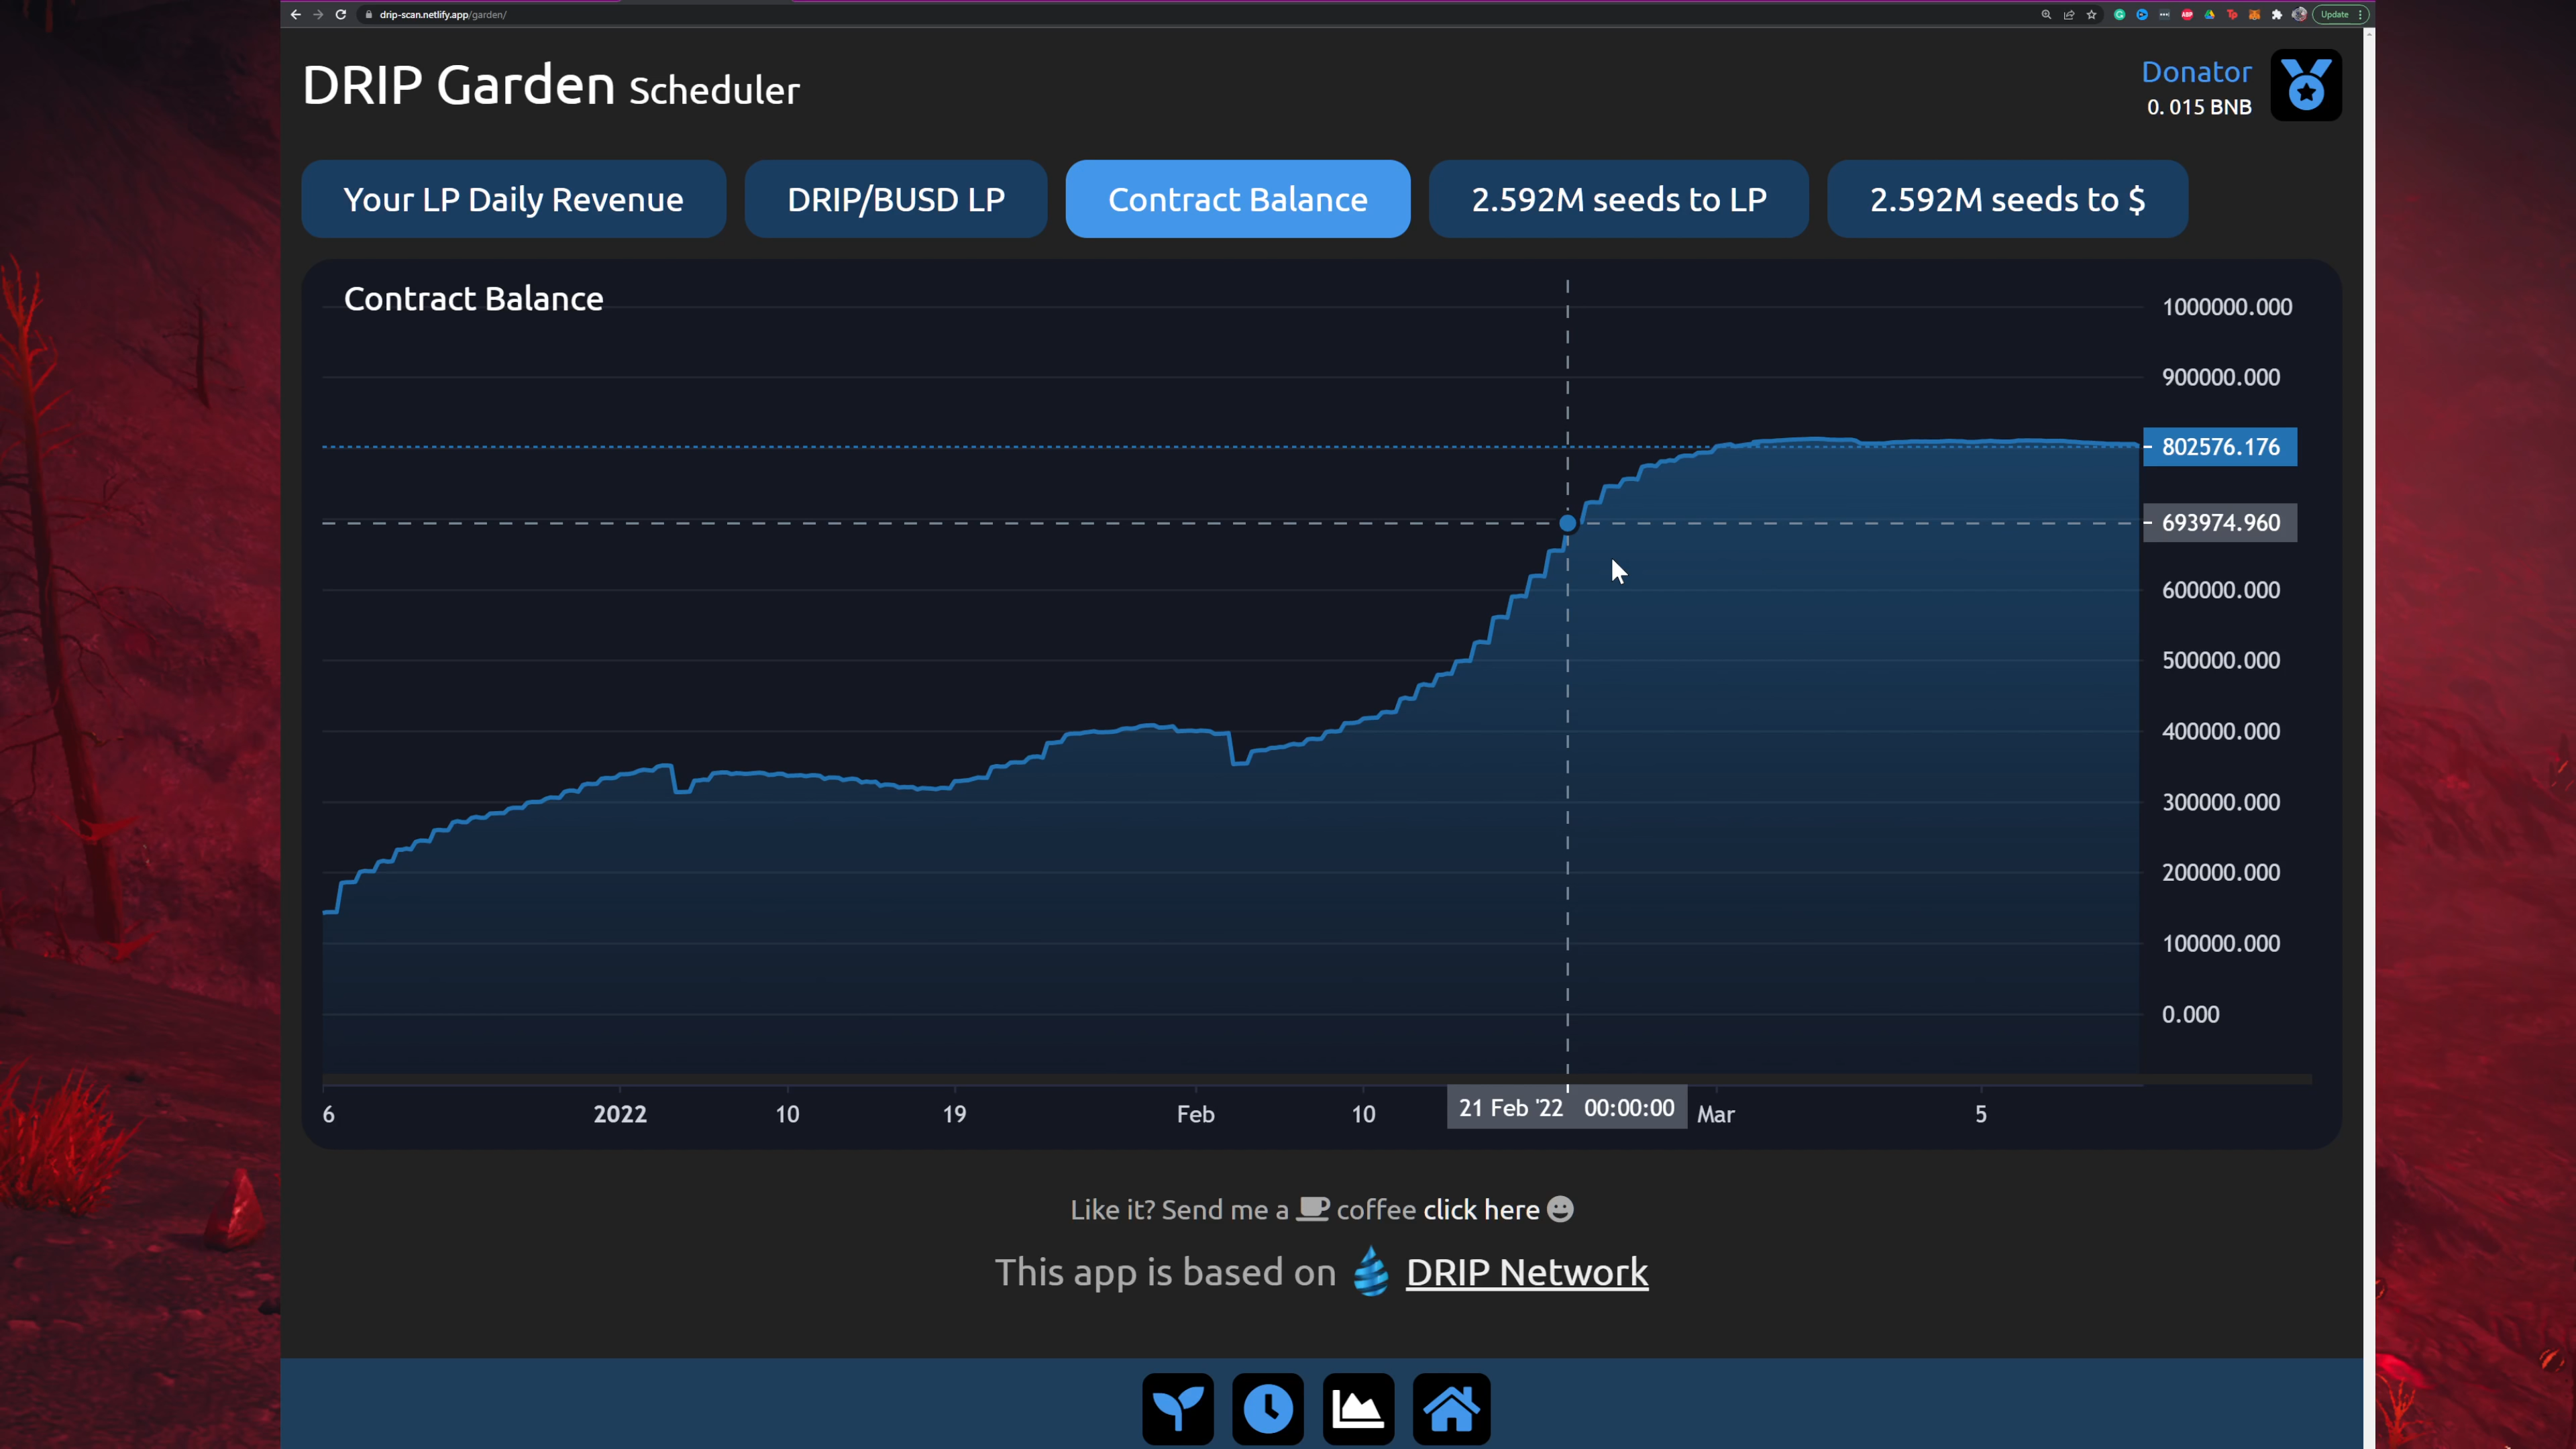 drip-scan.netlify.app/garden/
Update
DRIP Garden Scheduler
Donator
0. 015 BNB
Your LP Daily Revenue
DRIP/BUSD LP
Contract Balance
2.592M seeds to LP
2.592M seeds to $
Contract Balance
1000000.000
900000.000
802576.176
693974.960
600000.000
500000.000
400000.000
300000.000
200000.000
100000.000
0.000
6 2022 10 19 Feb 10 21 Feb '22 00:00:00 Mar 5
Like it? Send me a coffee click here
This app is based on DRIP Network